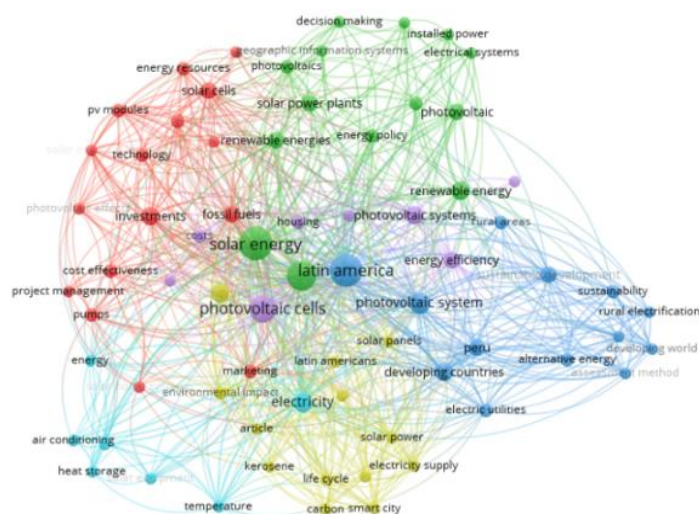 decision making
installed power
geographic information systems
electrical systems
energy resources
photovoltaics
solar cells
solar power plants
pv modules
photovoltaic
renewable energies
energy policy
technology
renewable energy
photovoltaic effects
investments
fossil fuels
housing
photovoltaic systems
rural areas
costs
solar energy
energy efficiency
latin america
cost effectiveness
sustainable development
project management
sustainability
photovoltaic cells
photovoltaic system
pumps
rural electrification
solar panels
developing world
energy
peru
latin americans
alternative energy
marketing
developing countries
assessment method
environmental impact
electricity
electric utilities
article
air conditioning
solar power
heat storage
kerosene
electricity supply
life cycle
temperature
carbon
smart city